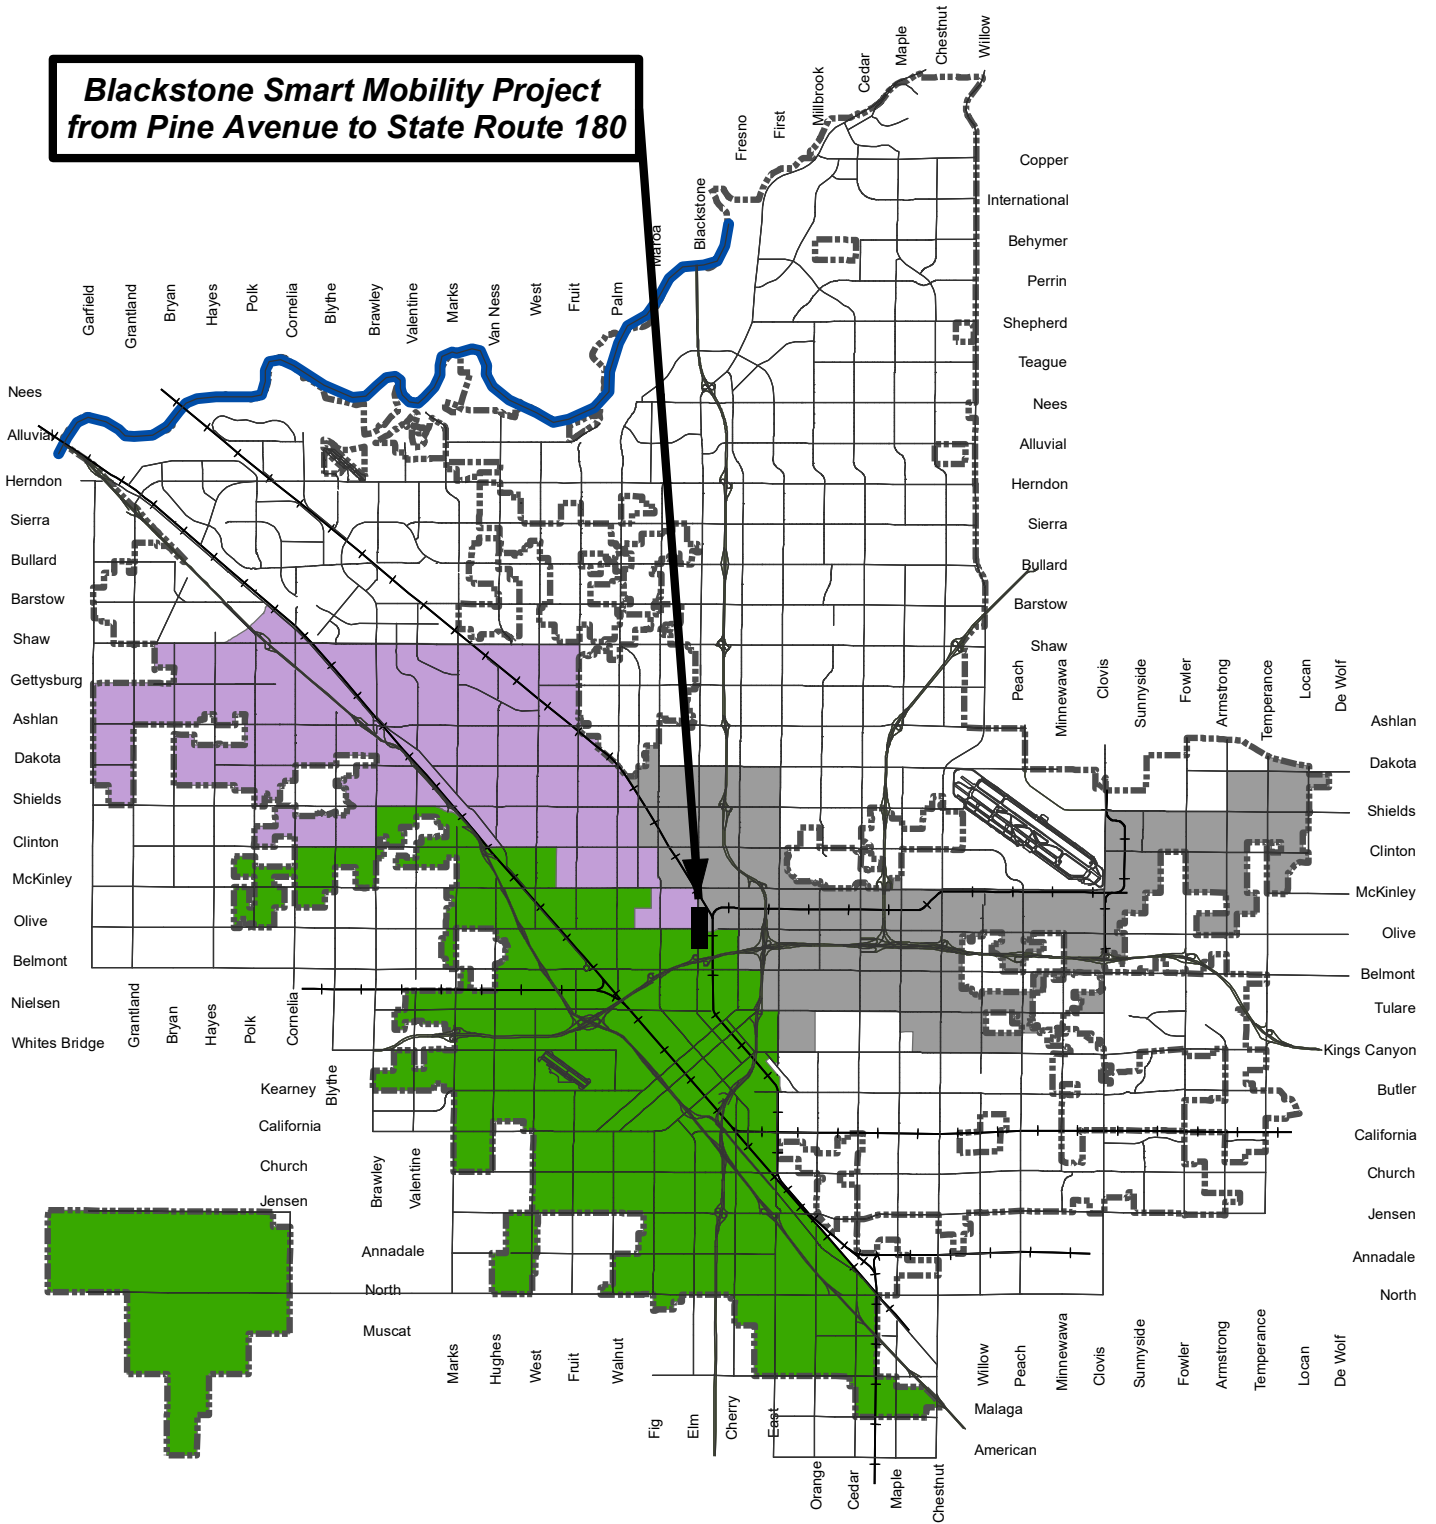 Blackstone Smart Mobility Project
from Pine Avenue to State Route 180
Fresno
First
Millbrook
Cedar
Maple
Chestnut
Willow
Garfield
Grantland
Bryan
Hayes
Polk
Cornelia
Blythe
Brawley
Valentine
Marks
Van Ness
West
Fruit
Palm
Maroa
Blackstone
Copper
International
Behymer
Perrin
Shepherd
Teague
Nees
Alluvial
Herndon
Sierra
Bullard
Barstow
Shaw
Nees
Alluvial
Herndon
Sierra
Bullard
Barstow
Shaw
Gettysburg
Ashlan
Dakota
Shields
Clinton
McKinley
Olive
Belmont
Nielsen
Whites Bridge
Peach
Minnewawa
Clovis
Sunnyside
Fowler
Armstrong
Temperance
Locan
De Wolf
Ashlan
Dakota
Shields
Clinton
McKinley
Olive
Belmont
Tulare
Kings Canyon
Butler
California
Church
Jensen
Annadale
North
Grantland
Bryan
Hayes
Polk
Cornelia
Blythe
Kearney
California
Church
Jensen
Brawley
Valentine
Annadale
North
Muscat
Marks
Hughes
West
Fruit
Walnut
Fig
Elm
Cherry
East
Orange
Cedar
Maple
Chestnut
Willow
Peach
Minnewawa
Clovis
Sunnyside
Fowler
Armstrong
Temperance
Locan
De Wolf
Malaga
American